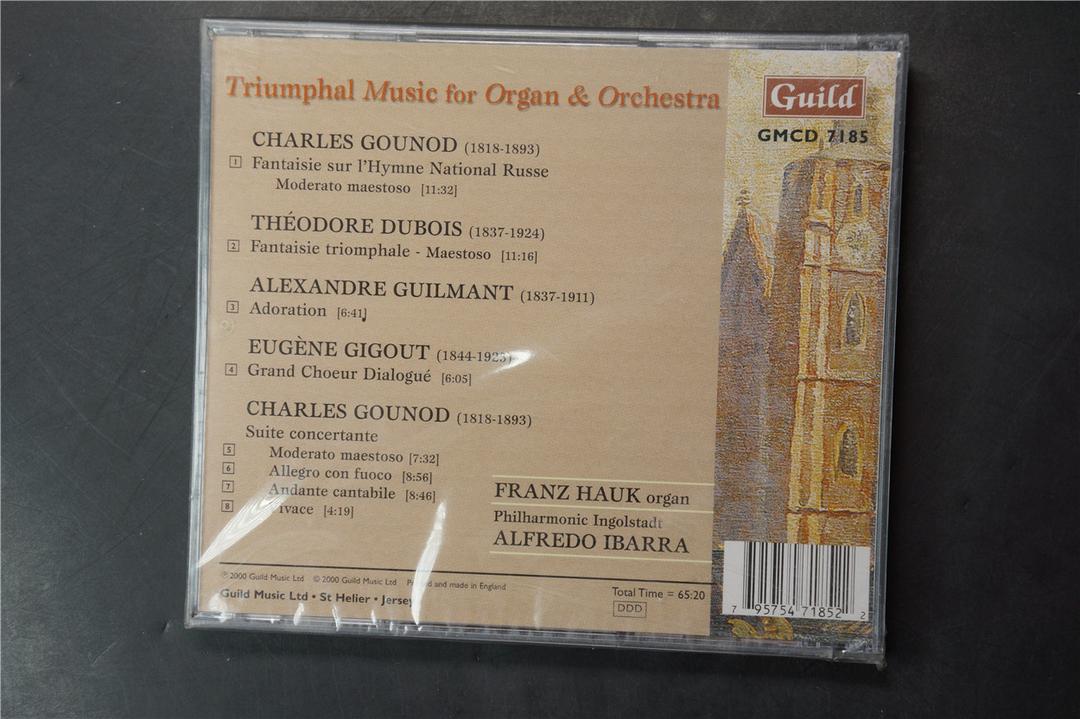 Triumphal Music for Organ & Orchestra
Guild
GMCD 7185
CHARLES GOUNOD (1818-1893)
1 Fantaisie sur l'Hymne National Russe
Moderato maestoso [11:32]
THÉODORE DUBOIS (1837-1924)
2 Fantaisie triomphale - Maestoso [11:16]
ALEXANDRE GUILMANT (1837-1911)
3 Adoration [6:41]
EUGÈNE GIGOUT (1844-1925)
4 Grand Choeur Dialogué [6:05]
CHARLES GOUNOD (1818-1893)
Suite concertante
5 Moderato maestoso [7:32]
6 Allegro con fuoco [8:56]
7 Andante cantabile [8:46]
8 Vivace [4:19]
FRANZ HAUK organ
Philharmonic Ingolstadt
ALFREDO IBARRA
℗ 2000 Guild Music Ltd © 2000 Guild Music Ltd Printed and made in England
Guild Music Ltd • St Helier • Jersey
Total Time = 65:20
DDD
7 95754 71852 2